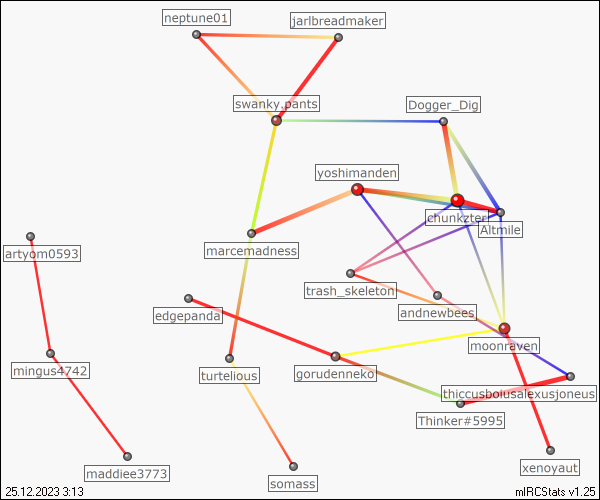 neptune01
jarlbreadmaker
swanky.pants
Dogger_Dig
yoshimanden
chunkzter
Altmile
marcemadness
artyom0593
trash_skeleton
andnewbees
edgepanda
moonraven
mingus4742
turtelious
gorudenneko
thiccusboiusalexusjoneus
Thinker#5995
maddiee3773
somass
xenoyaut
25.12.2023 3:13
mIRCStats v1.25